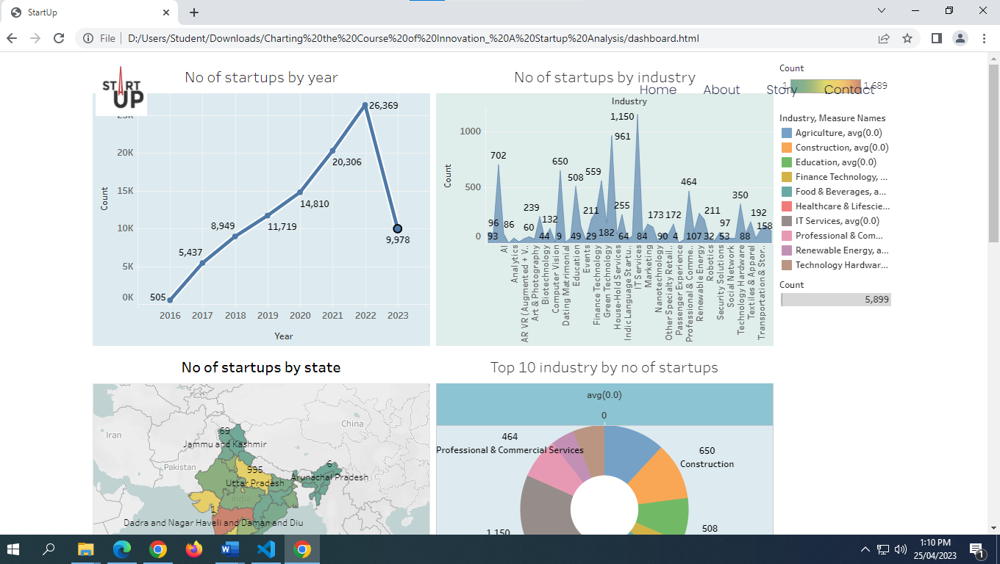 StartUp
File
D:/Users/Student/Downloads/Charting%20the%20Course%20of%20Innovation_%20A%20Startup%20Analysis/dashboard.html
START
UP
Home
About
Story
Contact
No of startups by year
20K
15K
10K
5K
0K
Count
505
5,437
8,949
11,719
14,810
20,306
26,369
9,978
2016
2017
2018
2019
2020
2021
2022
2023
Year
No of startups by industry
Industry
1000
500
0
Count
1,150
961
702
650
559
508
464
350
255
239
211
211
192
182
173
172
158
132
107
97
96
93
90
88
86
84
64
60
53
49
44
32
29
9
4
AI
Analytics
AR VR (Augmented + V..
Art & Photography
Biotechnology
Computer Vision
Dating Matrimonial
Education
Events
Finance Technology
Green Technology
House-Hold Services
Indic Language Startu..
IT Services
Marketing
Nanotechnology
Other Specialty Retail..
Passenger Experience
Professional & Comme..
Renewable Energy
Robotics
Security Solutions
Social Network
Technology Hardware
Textiles & Apparel
Transportation & Stor..
Count
1
1,689
Industry, Measure Names
Agriculture, avg(0.0)
Construction, avg(0.0)
Education, avg(0.0)
Finance Technology, ...
Food & Beverages, a...
Healthcare & Lifescie...
IT Services, avg(0.0)
Professional & Com...
Renewable Energy, a...
Technology Hardwar...
Count
5,899
No of startups by state
Iran
China
Pakistan
India
69
Jammu and Kashmir
995
Uttar Pradesh
6
Arunachal Pradesh
1
Dadra and Nagar Haveli and Daman and Diu
Top 10 industry by no of startups
avg(0.0)
0
464
Professional & Commercial Services
650
Construction
508
1,150
1:10 PM
25/04/2023
1